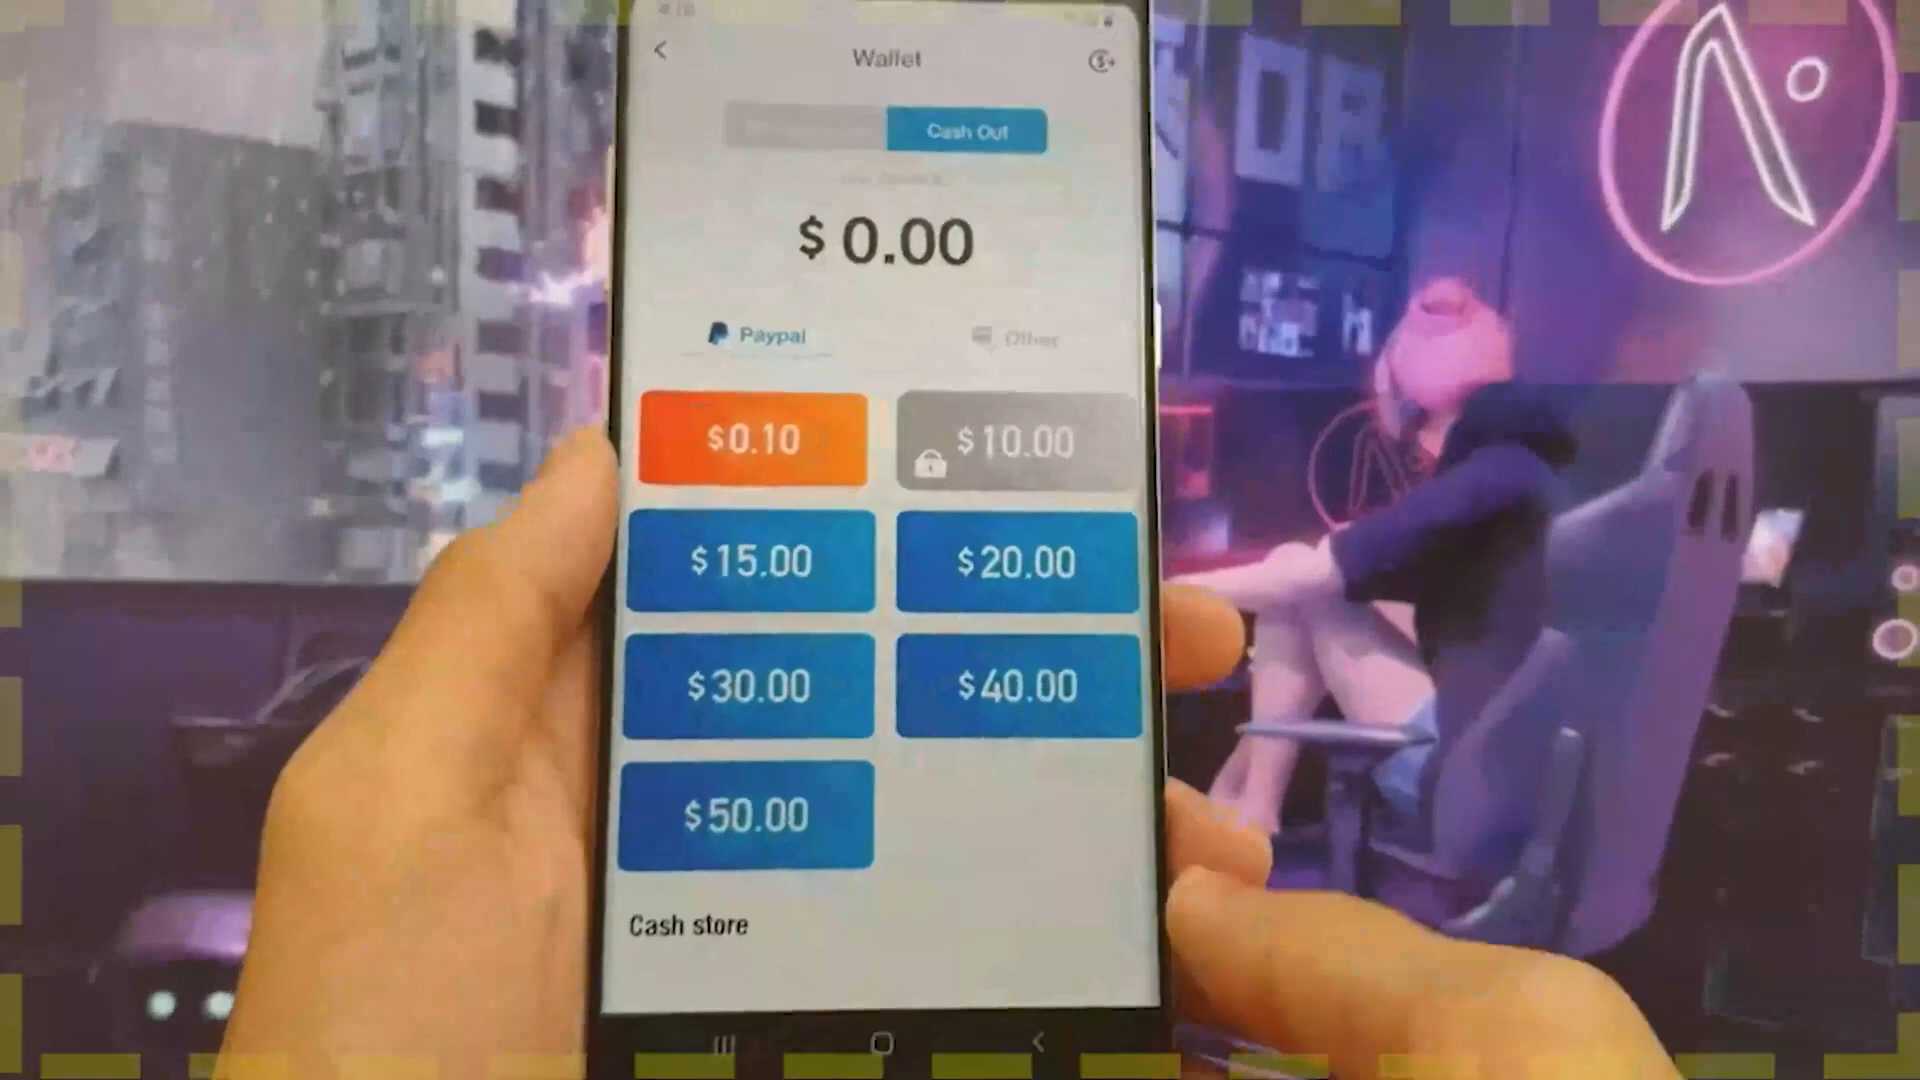 Wallet
Cash Out
$ 0.00
Paypal
Other
$0.10
$10.00
$15.00
$20.00
$30.00
$40.00
$50.00
Cash store